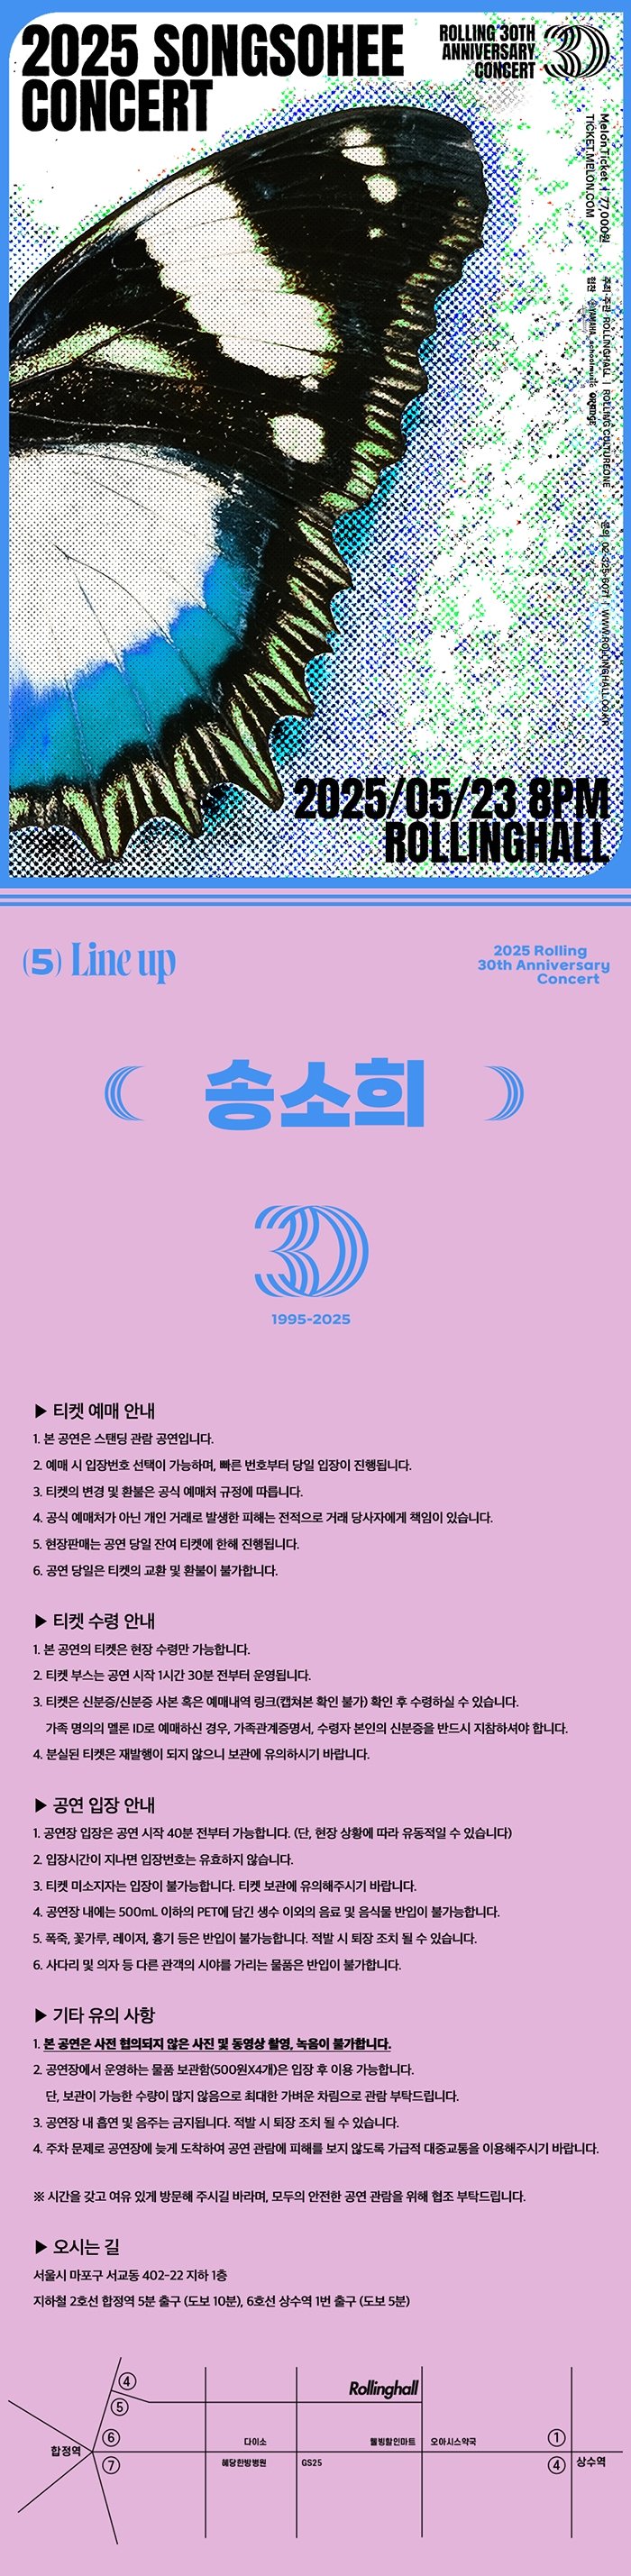 2025 SONGSOHEE
CONCERT
ROLLING 30TH
ANNIVERSARY
CONCERT
30
MelonTicket | 77,000원
TICKET.MELON.COM
주최·주관 ROLLINGHALL | ROLLING CULTUREONE
협찬 YAMAHA schoolmusic
문의 02-325-6071 WWW.ROLLINGHALL.CO.KR
2025/05/23 8PM
ROLLINGHALL
(5) Line up
2025 Rolling
30th Anniversary
Concert
송소희
30
1995-2025
▶ 티켓 예매 안내
1. 본 공연은 스탠딩 관람 공연입니다.
2. 예매 시 입장번호 선택이 가능하며, 빠른 번호부터 당일 입장이 진행됩니다.
3. 티켓의 변경 및 환불은 공식 예매처 규정에 따릅니다.
4. 공식 예매처가 아닌 개인 거래로 발생한 피해는 전적으로 거래 당사자에게 책임이 있습니다.
5. 현장판매는 공연 당일 잔여 티켓에 한해 진행됩니다.
6. 공연 당일은 티켓의 교환 및 환불이 불가합니다.
▶ 티켓 수령 안내
1. 본 공연의 티켓은 현장 수령만 가능합니다.
2. 티켓 부스는 공연 시작 1시간 30분 전부터 운영됩니다.
3. 티켓은 신분증/신분증 사본 혹은 예매내역 링크(캡쳐본 확인 불가) 확인 후 수령하실 수 있습니다.
가족 명의의 멜론 ID로 예매하신 경우, 가족관계증명서, 수령자 본인의 신분증을 반드시 지참하셔야 합니다.
4. 분실된 티켓은 재발행이 되지 않으니 보관에 유의하시기 바랍니다.
▶ 공연 입장 안내
1. 공연장 입장은 공연 시작 40분 전부터 가능합니다. (단, 현장 상황에 따라 유동적일 수 있습니다)
2. 입장시간이 지나면 입장번호는 유효하지 않습니다.
3. 티켓 미소지자는 입장이 불가능합니다. 티켓 보관에 유의해주시기 바랍니다.
4. 공연장 내에는 500mL 이하의 PET에 담긴 생수 이외의 음료 및 음식물 반입이 불가능합니다.
5. 폭죽, 꽃가루, 레이저, 흉기 등은 반입이 불가능합니다. 적발 시 퇴장 조치 될 수 있습니다.
6. 사다리 및 의자 등 다른 관객의 시야를 가리는 물품은 반입이 불가합니다.
▶ 기타 유의 사항
1. 본 공연은 사전 협의되지 않은 사진 및 동영상 촬영, 녹음이 불가합니다.
2. 공연장에서 운영하는 물품 보관함(500원X4개)은 입장 후 이용 가능합니다.
단, 보관이 가능한 수량이 많지 않음으로 최대한 가벼운 차림으로 관람 부탁드립니다.
3. 공연장 내 흡연 및 음주는 금지됩니다. 적발 시 퇴장 조치 될 수 있습니다.
4. 주차 문제로 공연장에 늦게 도착하여 공연 관람에 피해를 보지 않도록 가급적 대중교통을 이용해주시기 바랍니다.
※ 시간을 갖고 여유 있게 방문해 주시길 바라며, 모두의 안전한 공연 관람을 위해 협조 부탁드립니다.
▶ 오시는 길
서울시 마포구 서교동 402-22 지하 1층
지하철 2호선 합정역 5분 출구 (도보 10분), 6호선 상수역 1번 출구 (도보 5분)
④
⑤
Rollinghall
⑥
다이소
웰빙할인마트
오아시스약국
①
합정역
⑦
혜당한방병원
GS25
④
상수역